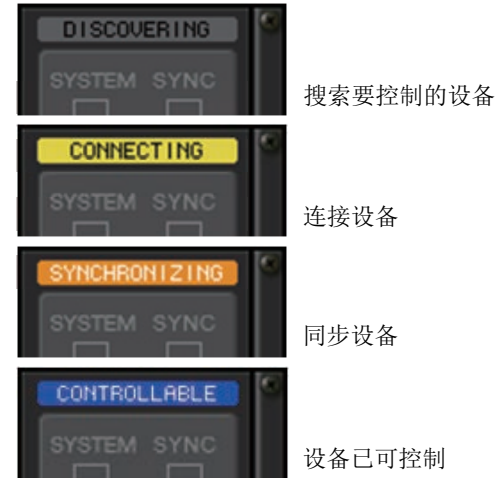 DISCOVERING
SYSTEM SYNC
搜索要控制的设备
CONNECTING
SYSTEM SYNC
连接设备
SYNCHRONIZING
SYSTEM SYNC
同步设备
CONTROLLABLE
SYSTEM SYNC
设备已可控制